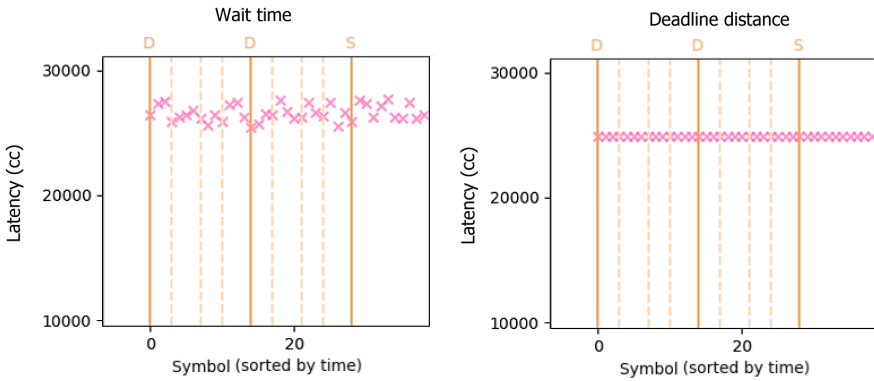 Wait time
D D S
30000
20000
10000
Latency (cc)
0 20
Symbol (sorted by time)
Deadline distance
D D S
30000
20000
10000
Latency (cc)
0 20
Symbol (sorted by time)